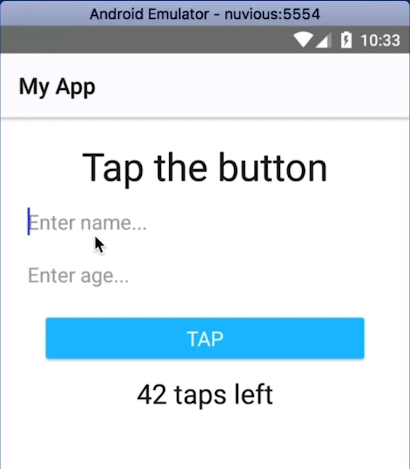 Android Emulator - nuvious:5554
10:33
My App
Tap the button
Enter name...
Enter age...
TAP
42 taps left